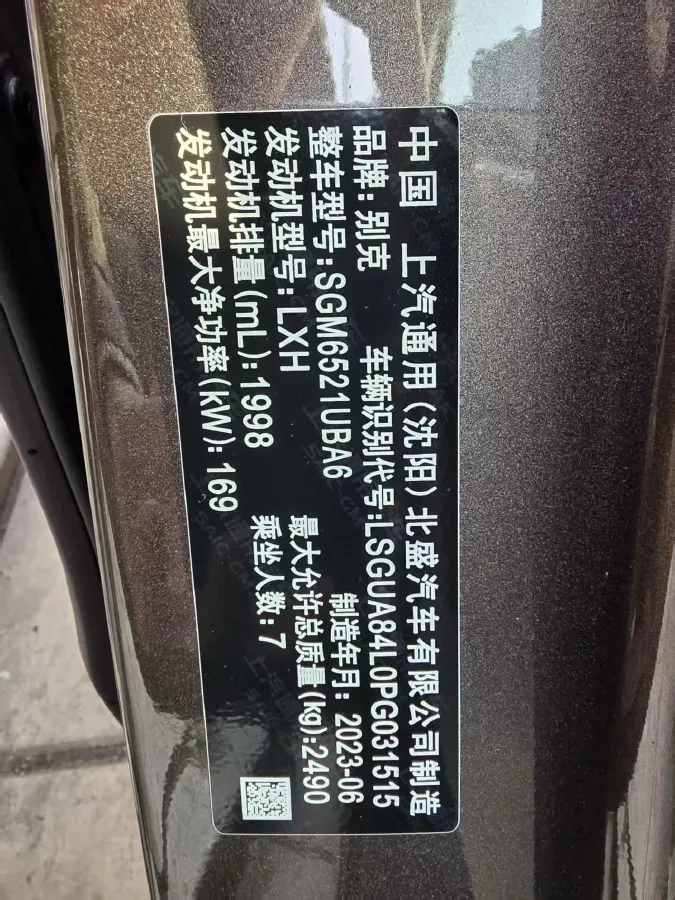 中国 上汽通用(沈阳)北盛汽车有限公司制造
品牌:别克 车辆识别代号:LSGUA84L0PG031515
整车型号:SGM6521UBA6 制造年月:2023-06
发动机型号:LXH 最大允许总质量(kg):2490
发动机排量(mL):1998 乘坐人数:7
发动机最大净功率(kW):169